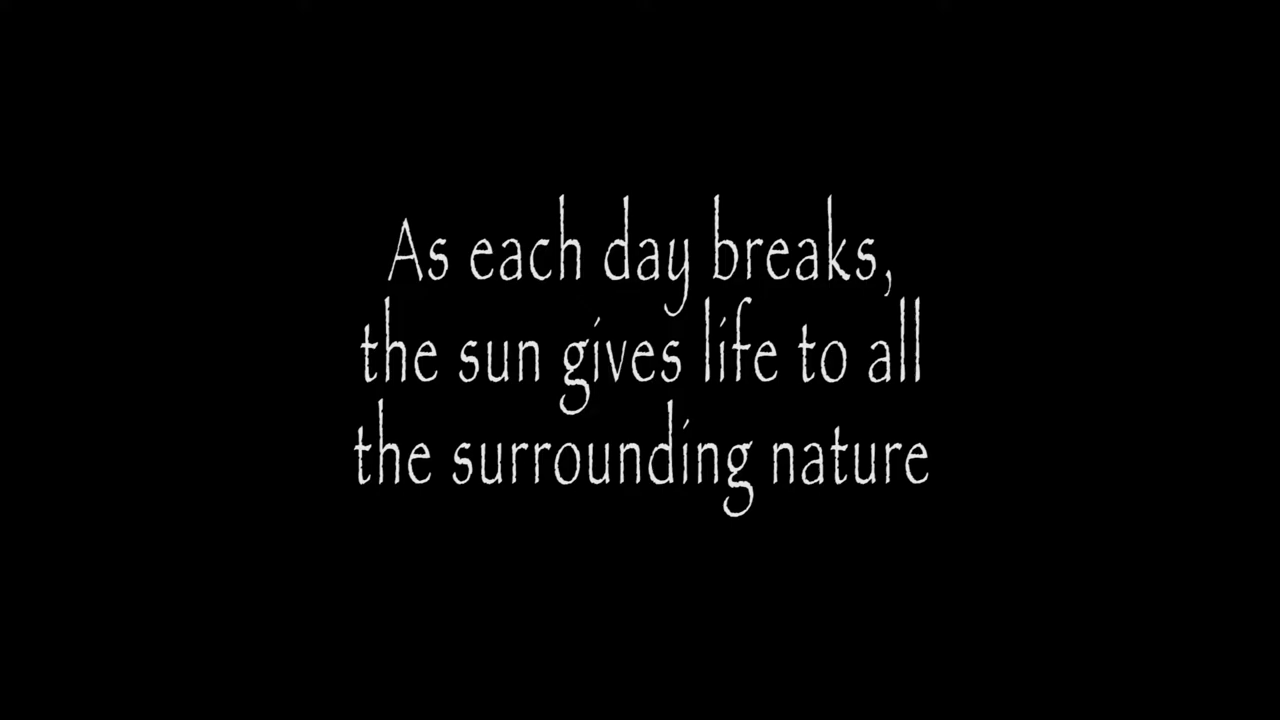 As each day breaks,
the sun gives life to all
the surrounding nature